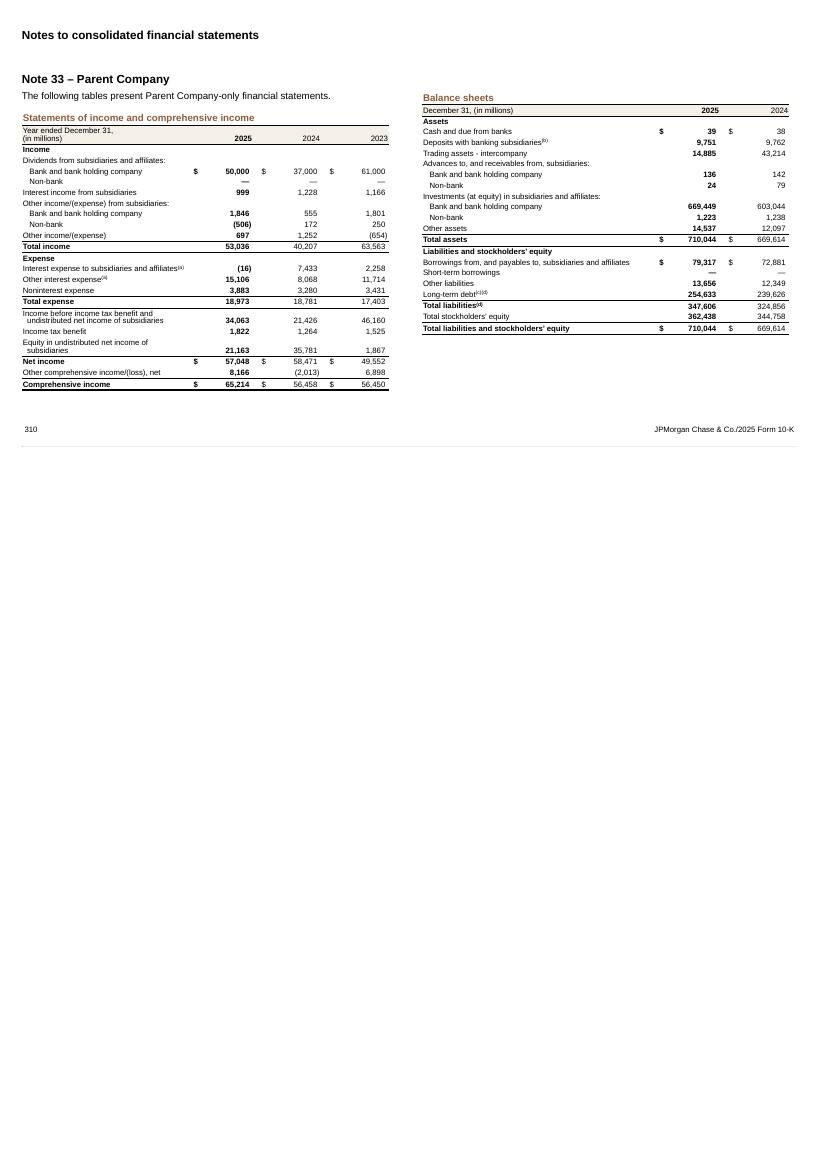 Notes to consolidated financial statements
Note 33 – Parent Company
The following tables present Parent Company-only financial statements.
Statements of income and comprehensive income
Year ended December 31,
(in millions) 2025 2024 2023
Income
Dividends from subsidiaries and affiliates:
Bank and bank holding company $ 50,000 $ 37,000 $ 61,000
Non-bank — — —
Interest income from subsidiaries 999 1,228 1,166
Other income/(expense) from subsidiaries:
Bank and bank holding company 1,846 555 1,801
Non-bank (506) 172 250
Other income/(expense) 697 1,252 (654)
Total income 53,036 40,207 63,563
Expense
Interest expense to subsidiaries and affiliates(a) (16) 7,433 2,258
Other interest expense(a) 15,106 8,068 11,714
Noninterest expense 3,883 3,280 3,431
Total expense 18,973 18,781 17,403
Income before income tax benefit and
undistributed net income of subsidiaries 34,063 21,426 46,160
Income tax benefit 1,822 1,264 1,525
Equity in undistributed net income of
subsidiaries 21,163 35,781 1,867
Net income $ 57,048 $ 58,471 $ 49,552
Other comprehensive income/(loss), net 8,166 (2,013) 6,898
Comprehensive income $ 65,214 $ 56,458 $ 56,450
Balance sheets
December 31, (in millions) 2025 2024
Assets
Cash and due from banks $ 39 $ 38
Deposits with banking subsidiaries(b) 9,751 9,762
Trading assets - intercompany 14,885 43,214
Advances to, and receivables from, subsidiaries:
Bank and bank holding company 136 142
Non-bank 24 79
Investments (at equity) in subsidiaries and affiliates:
Bank and bank holding company 669,449 603,044
Non-bank 1,223 1,238
Other assets 14,537 12,097
Total assets $ 710,044 $ 669,614
Liabilities and stockholders' equity
Borrowings from, and payables to, subsidiaries and affiliates $ 79,317 $ 72,881
Short-term borrowings — —
Other liabilities 13,656 12,349
Long-term debt(c)(d) 254,633 239,626
Total liabilities(d) 347,606 324,856
Total stockholders' equity 362,438 344,758
Total liabilities and stockholders' equity $ 710,044 $ 669,614
310
JPMorgan Chase & Co./2025 Form 10-K